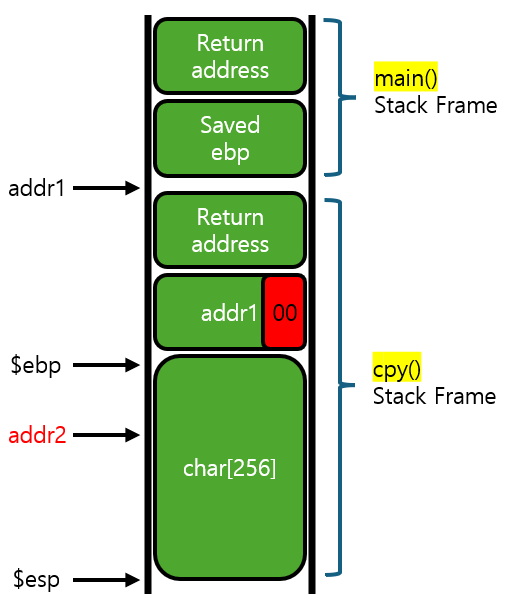 Return
address
main()
Stack Frame
Saved
ebp
addr1
Return
address
addr1 00
$ebp
cpy()
Stack Frame
addr2
char[256]
$esp